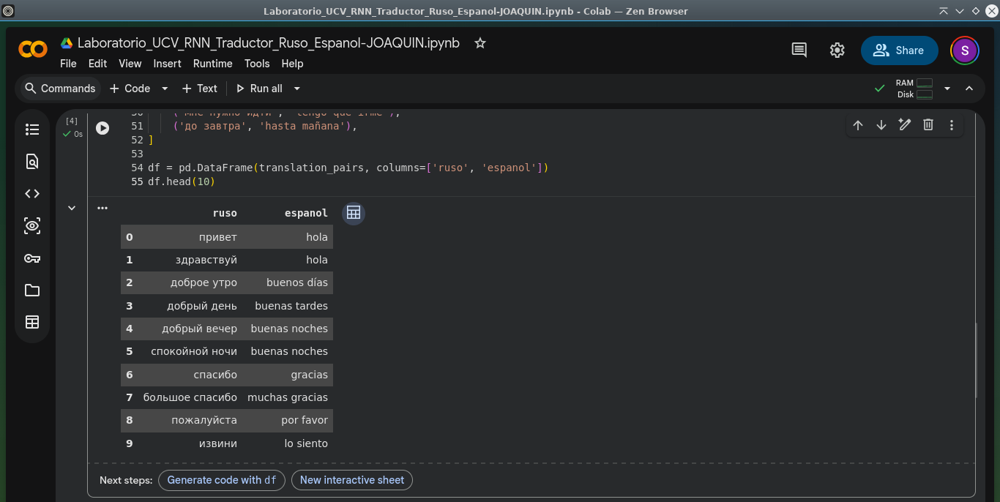 Laboratorio_UCV_RNN_Traductor_Ruso_Espanol-JOAQUIN.ipynb - Colab — Zen Browser
Laboratorio_UCV_RNN_Traductor_Ruso_Espanol-JOAQUIN.ipynb
File Edit View Insert Runtime Tools Help
Share
S
Commands + Code + Text Run all
RAM
Disk
[4]
0s
50 ('мне нужно идти', 'tengo que irme'),
51 ('до завтра', 'hasta mañana'),
52 ]
53
54 df = pd.DataFrame(translation_pairs, columns=['ruso', 'espanol'])
55 df.head(10)
ruso espanol
0 привет hola
1 здравствуй hola
2 доброе утро buenos días
3 добрый день buenas tardes
4 добрый вечер buenas noches
5 спокойной ночи buenas noches
6 спасибо gracias
7 большое спасибо muchas gracias
8 пожалуйста por favor
9 извини lo siento
Next steps: Generate code with df New interactive sheet